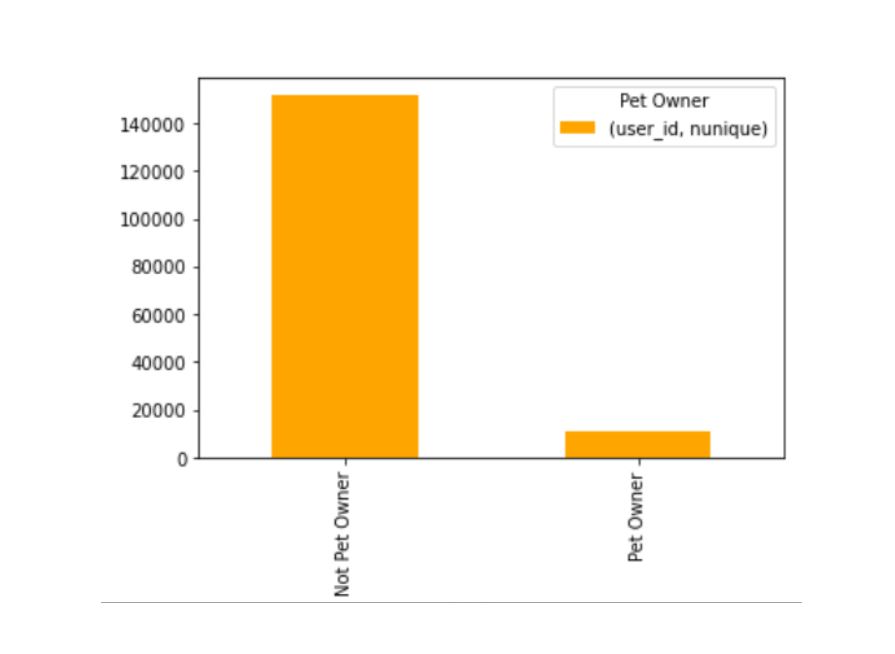 Pet Owner
(user_id, nunique)
140000
120000
100000
80000
60000
40000
20000
0
Not Pet Owner
Pet Owner